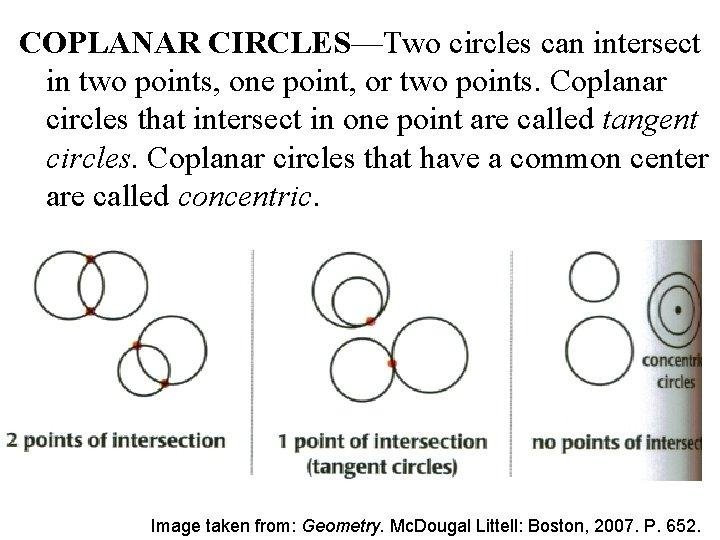 COPLANAR CIRCLES—Two circles can intersect
in two points, one point, or two points. Coplanar
circles that intersect in one point are called tangent
circles. Coplanar circles that have a common center
are called concentric.
concentri
circles
2 points of intersection
1 point of intersection
(tangent circles)
no points of intersect
Image taken from: Geometry. Mc.Dougal Littell: Boston, 2007. P. 652.